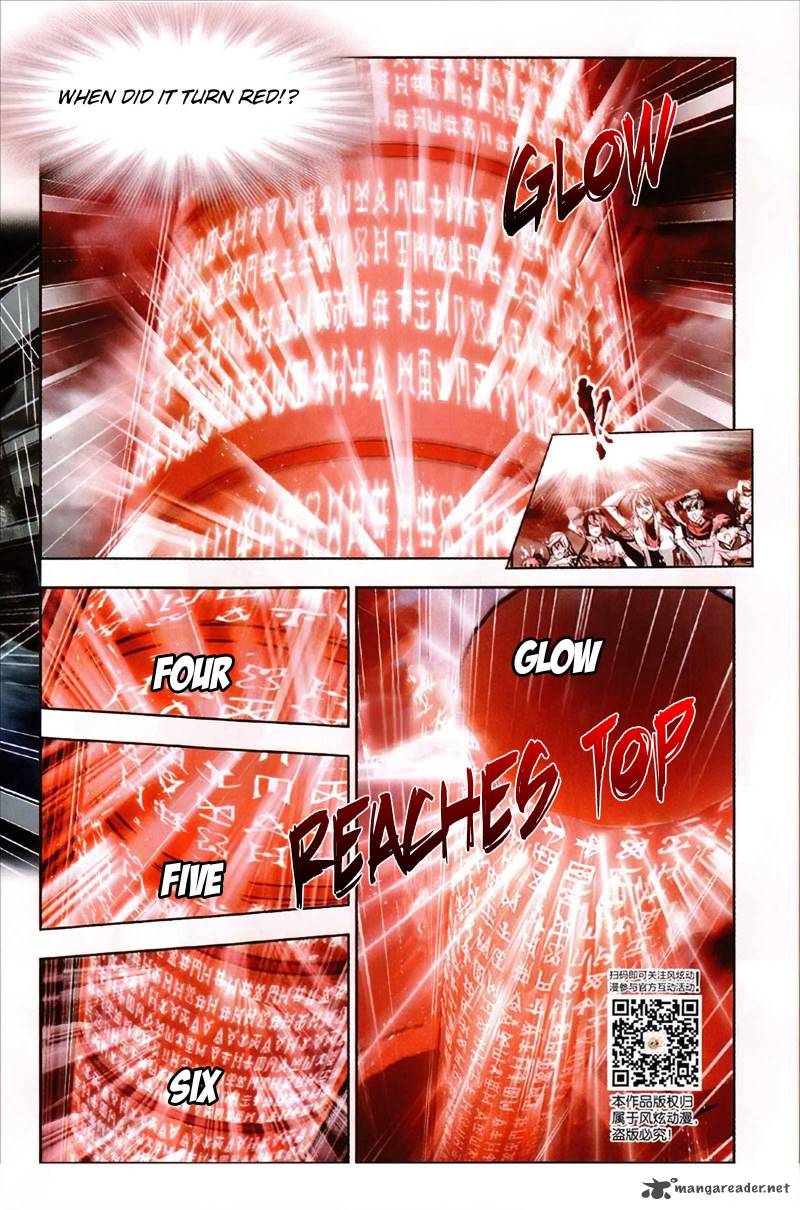 WHEN DID IT TURN RED!?
GLOW
!!
FOUR
GLOW
REACHES TOP
FIVE
SIX
扫码即可关注风炫动
漫参与官方互动活动!
本作品版权归
属于风炫动漫,
盗版必究!
mangareader.net